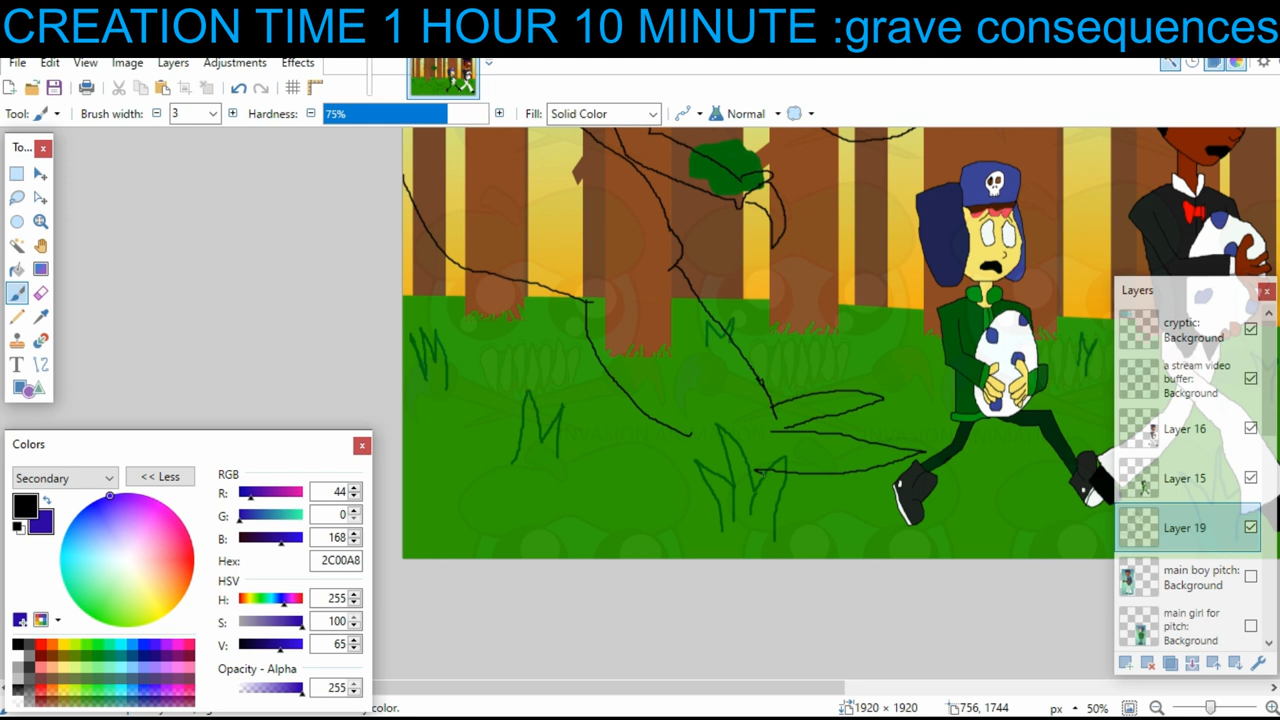 CREATION TIME 1 HOUR 10 MINUTE :grave consequences
File Edit View Image Layers Adjustments Effects
Tool: Brush width: 3 Hardness: 75% Fill: Solid Color Normal
To...
Layers
cryptic:
Background
a stream video
buffer:
Background
Layer 16
Layer 15
Layer 19
main boy pitch:
Background
main girl for
pitch:
Background
Colors
Secondary << Less
RGB
R: 44
G: 0
B: 168
Hex: 2C00A8
HSV
H: 255
S: 100
V: 65
Opacity - Alpha
255
color. 1920 × 1920 756, 1744 px 50%